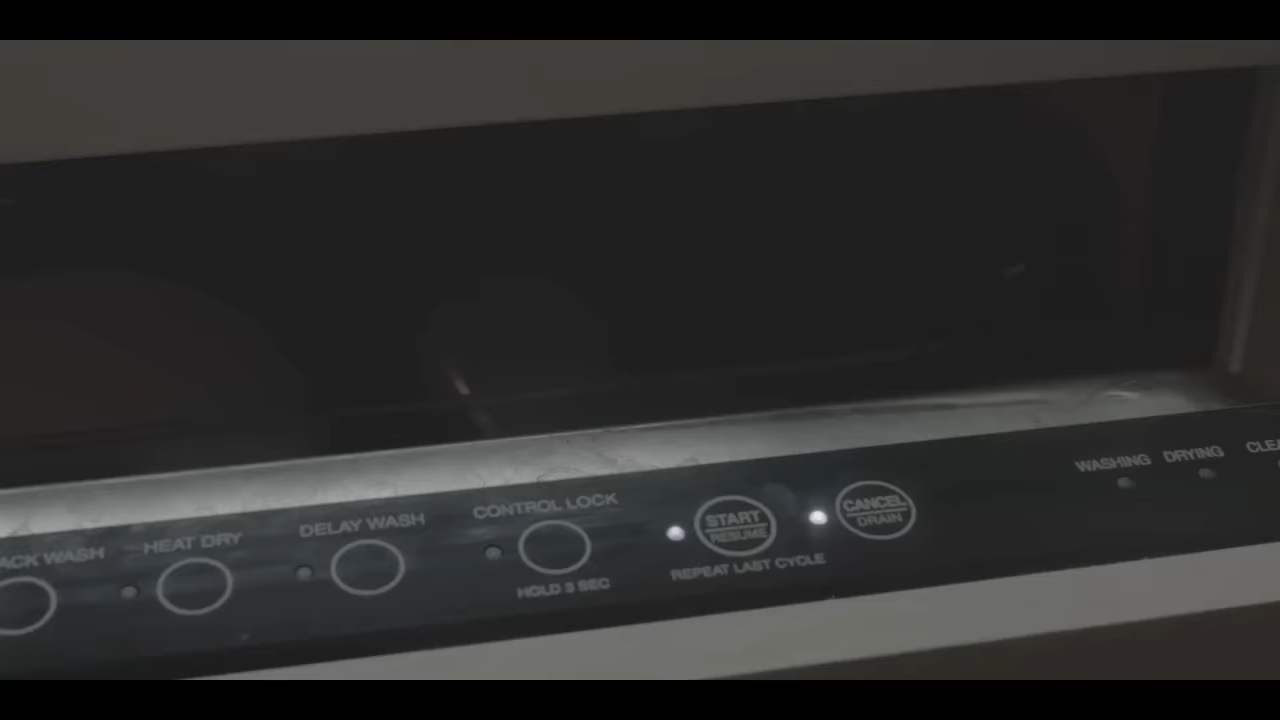 ACK WASH
HEAT DRY
DELAY WASH
CONTROL LOCK
HOLD 3 SEC
START
RESUME
REPEAT LAST CYCLE
CANCEL
DRAIN
WASHING
DRYING
CLEA